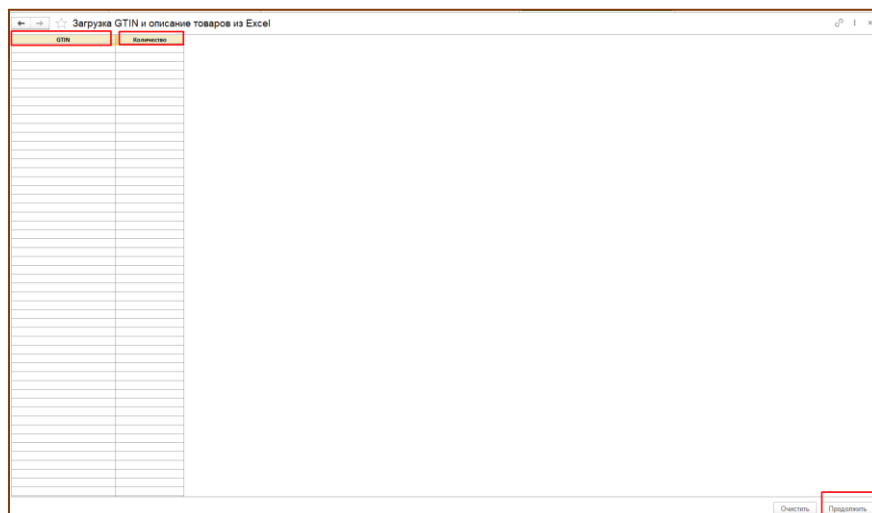 Загрузка GTIN и описание товаров из Excel
GTIN Количество
Очистить Продолжить